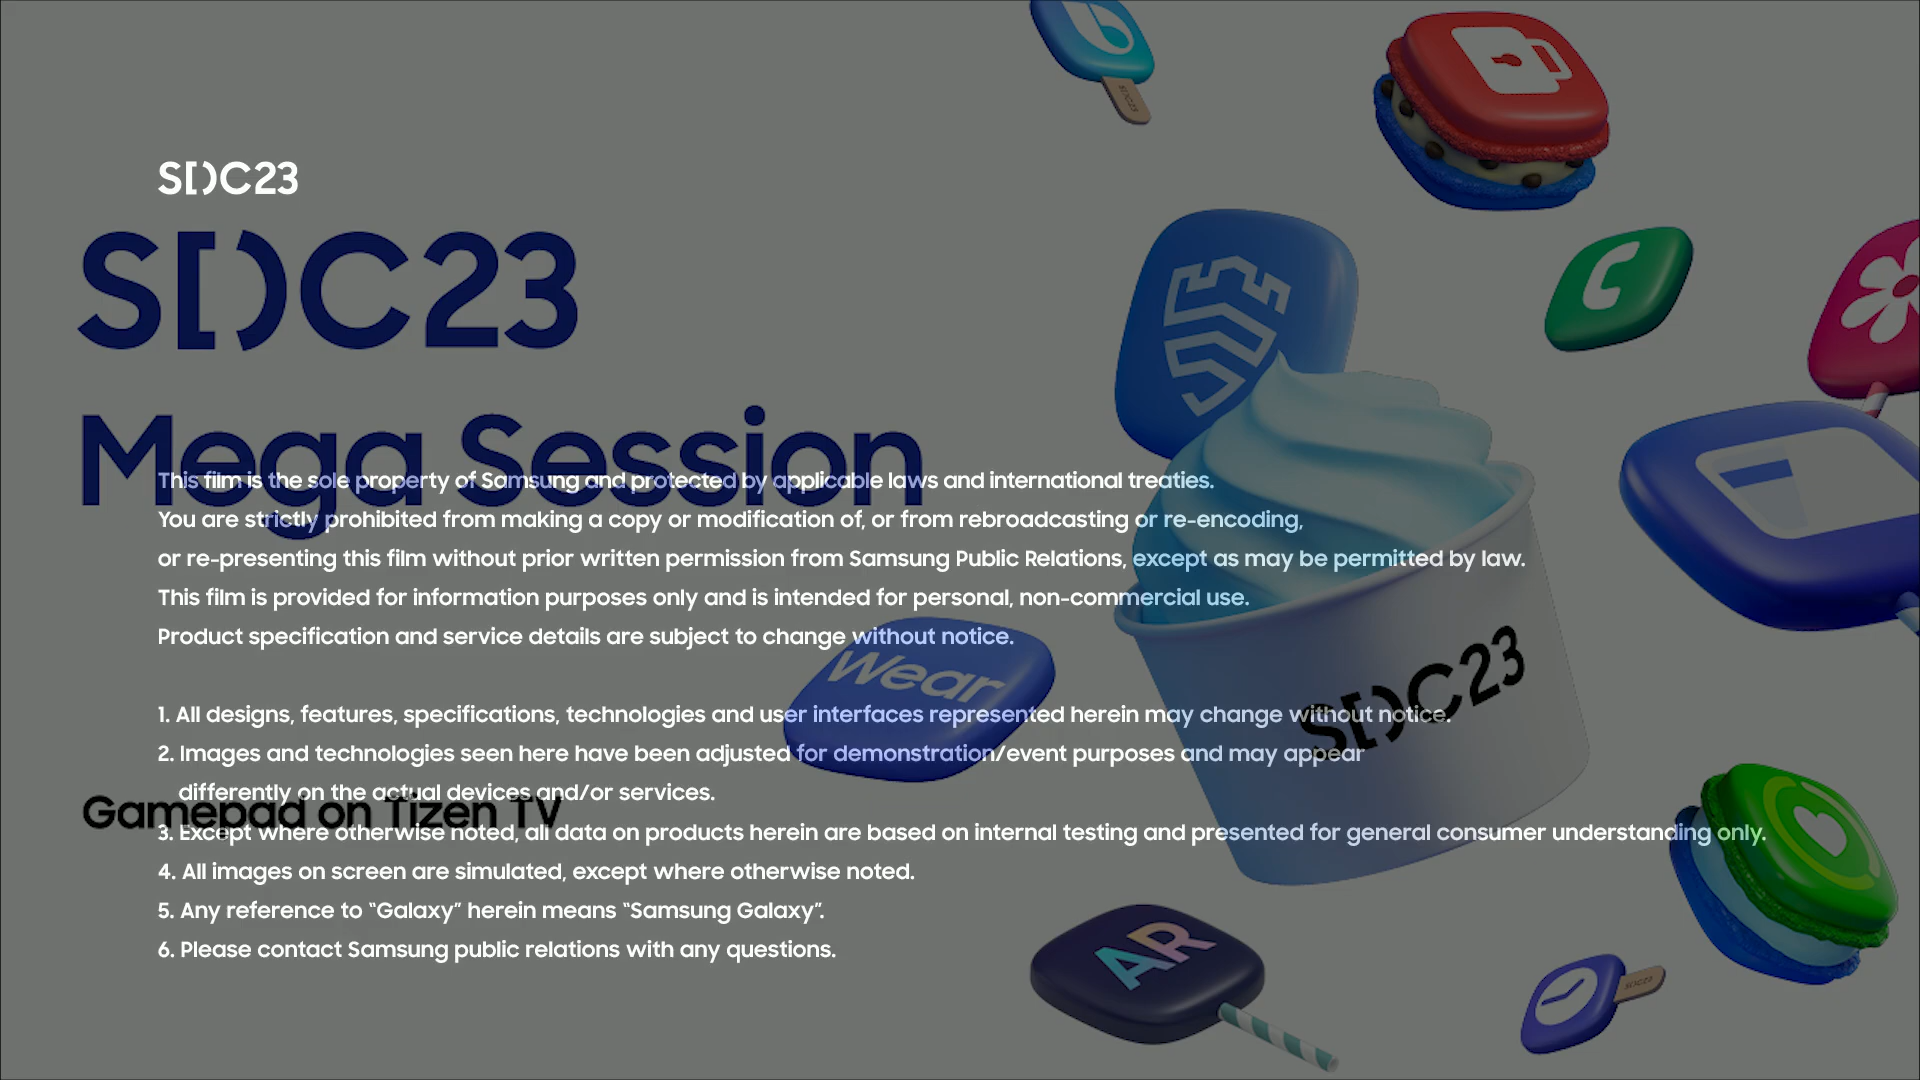 SDC23
SDC23
Mega Session
This film is the sole property of Samsung and protected by applicable laws and international treaties.
You are strictly prohibited from making a copy or modification of, or from rebroadcasting or re-encoding,
or re-presenting this film without prior written permission from Samsung Public Relations, except as may be permitted by law.
This film is provided for information purposes only and is intended for personal, non-commercial use.
Product specification and service details are subject to change without notice.
Wear
SDC23
1. All designs, features, specifications, technologies and user interfaces represented herein may change without notice.
2. Images and technologies seen here have been adjusted for demonstration/event purposes and may appear
differently on the actual devices and/or services.
Gamepad on Tizen TV
3. Except where otherwise noted, all data on products herein are based on internal testing and presented for general consumer understanding only.
4. All images on screen are simulated, except where otherwise noted.
5. Any reference to “Galaxy” herein means “Samsung Galaxy”.
6. Please contact Samsung public relations with any questions.
AR
SDC23
SDC23